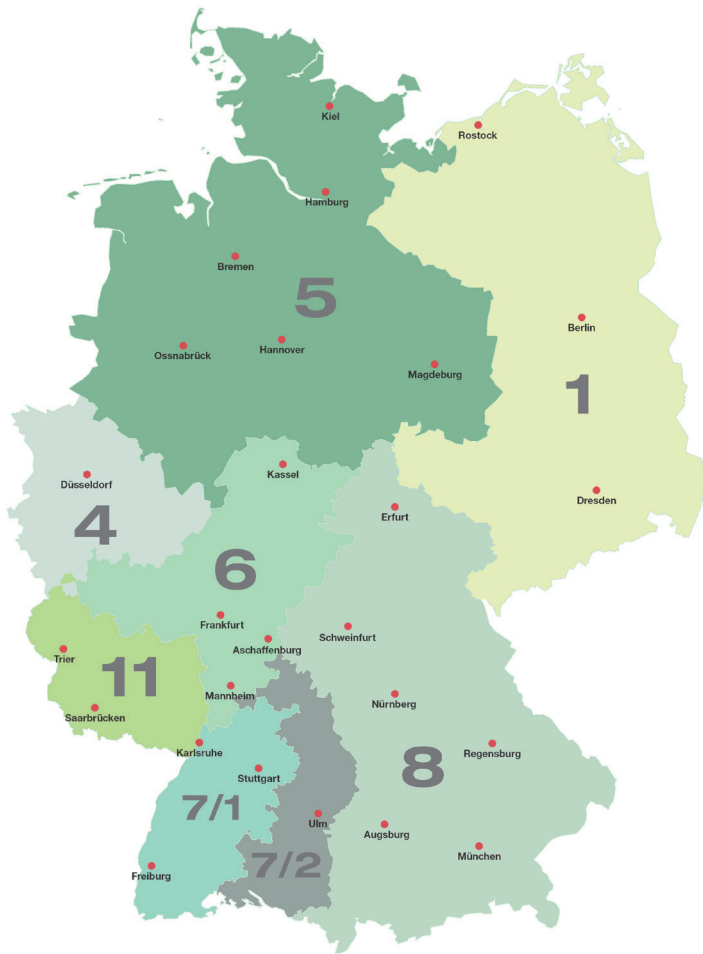 Kiel
Rostock
Hamburg
Bremen
5
Berlin
Ossnabrück
Hannover
Magdeburg
1
Kassel
Düsseldorf
Dresden
4
Erfurt
6
Frankfurt
Schweinfurt
Aschaffenburg
Trier
11
Mannheim
Nürnberg
Saarbrücken
Karlsruhe
Regensburg
8
Stuttgart
7/1
Ulm
Augsburg
München
7/2
Freiburg